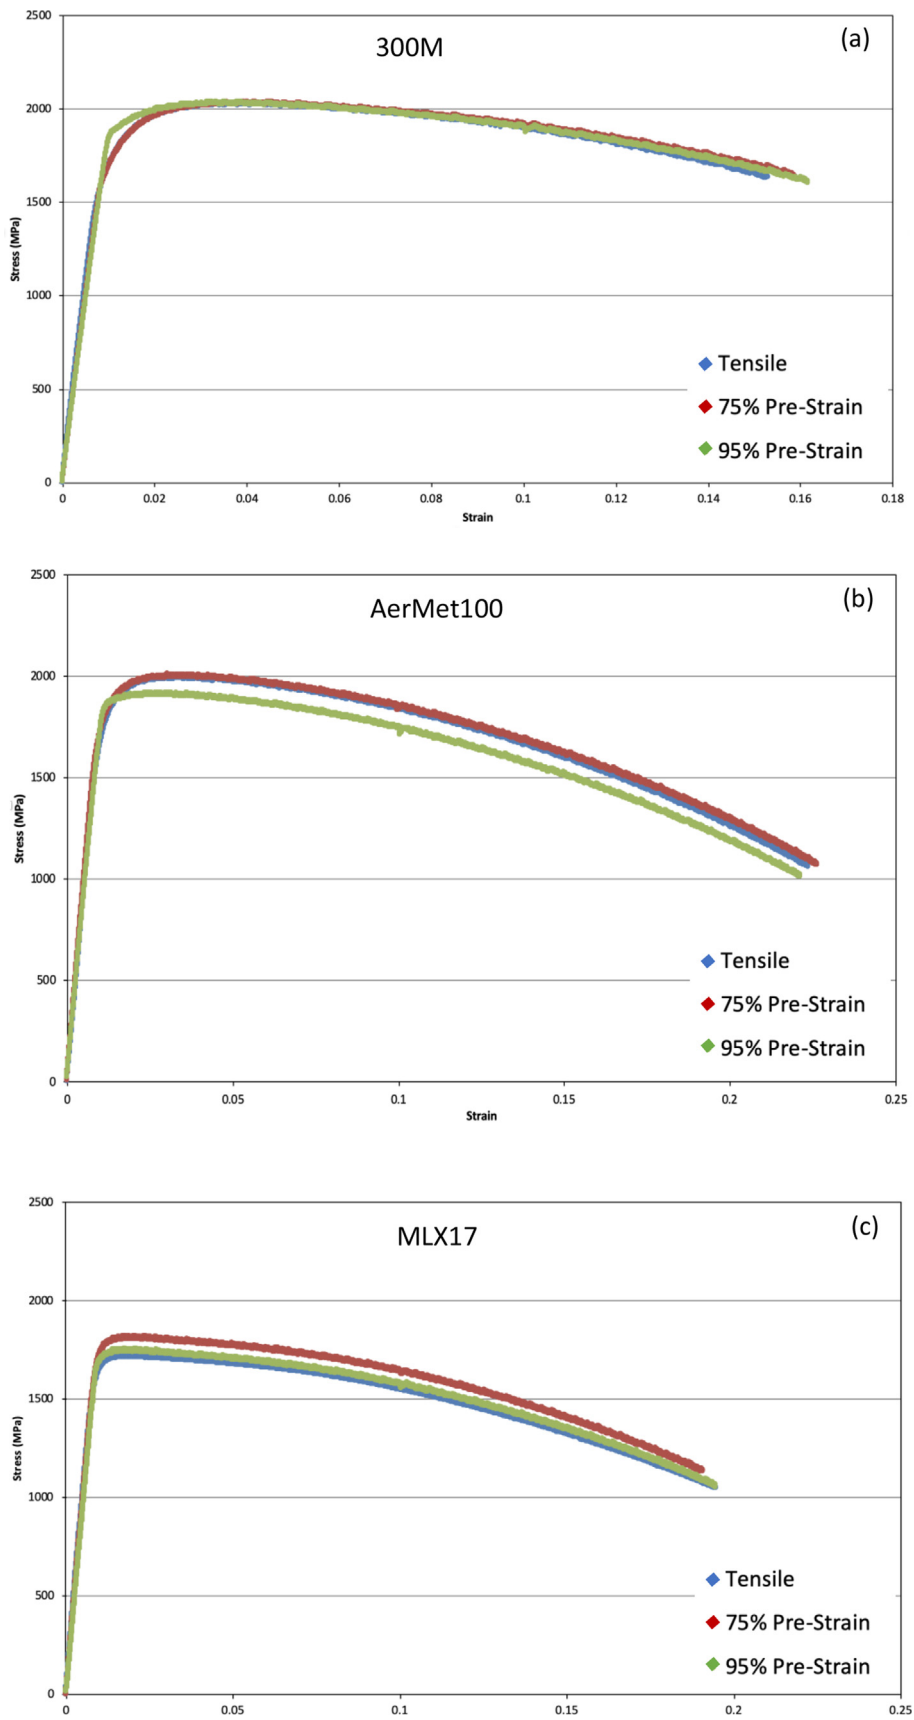 2500
(a)
300M
2000
1500
Stress (MPa)
1000
Tensile
500
75% Pre-Strain
95% Pre-Strain
0
0 0.02 0.04 0.06 0.08 0.1 0.12 0.14 0.16 0.18
Strain
2500
(b)
AerMet100
2000
1500
Stress (MPa)
1000
Tensile
500
75% Pre-Strain
95% Pre-Strain
0
0 0.05 0.1 0.15 0.2 0.25
Strain
2500
(c)
MLX17
2000
1500
Stress (MPa)
1000
Tensile
500
75% Pre-Strain
95% Pre-Strain
0
0 0.05 0.1 0.15 0.2 0.25